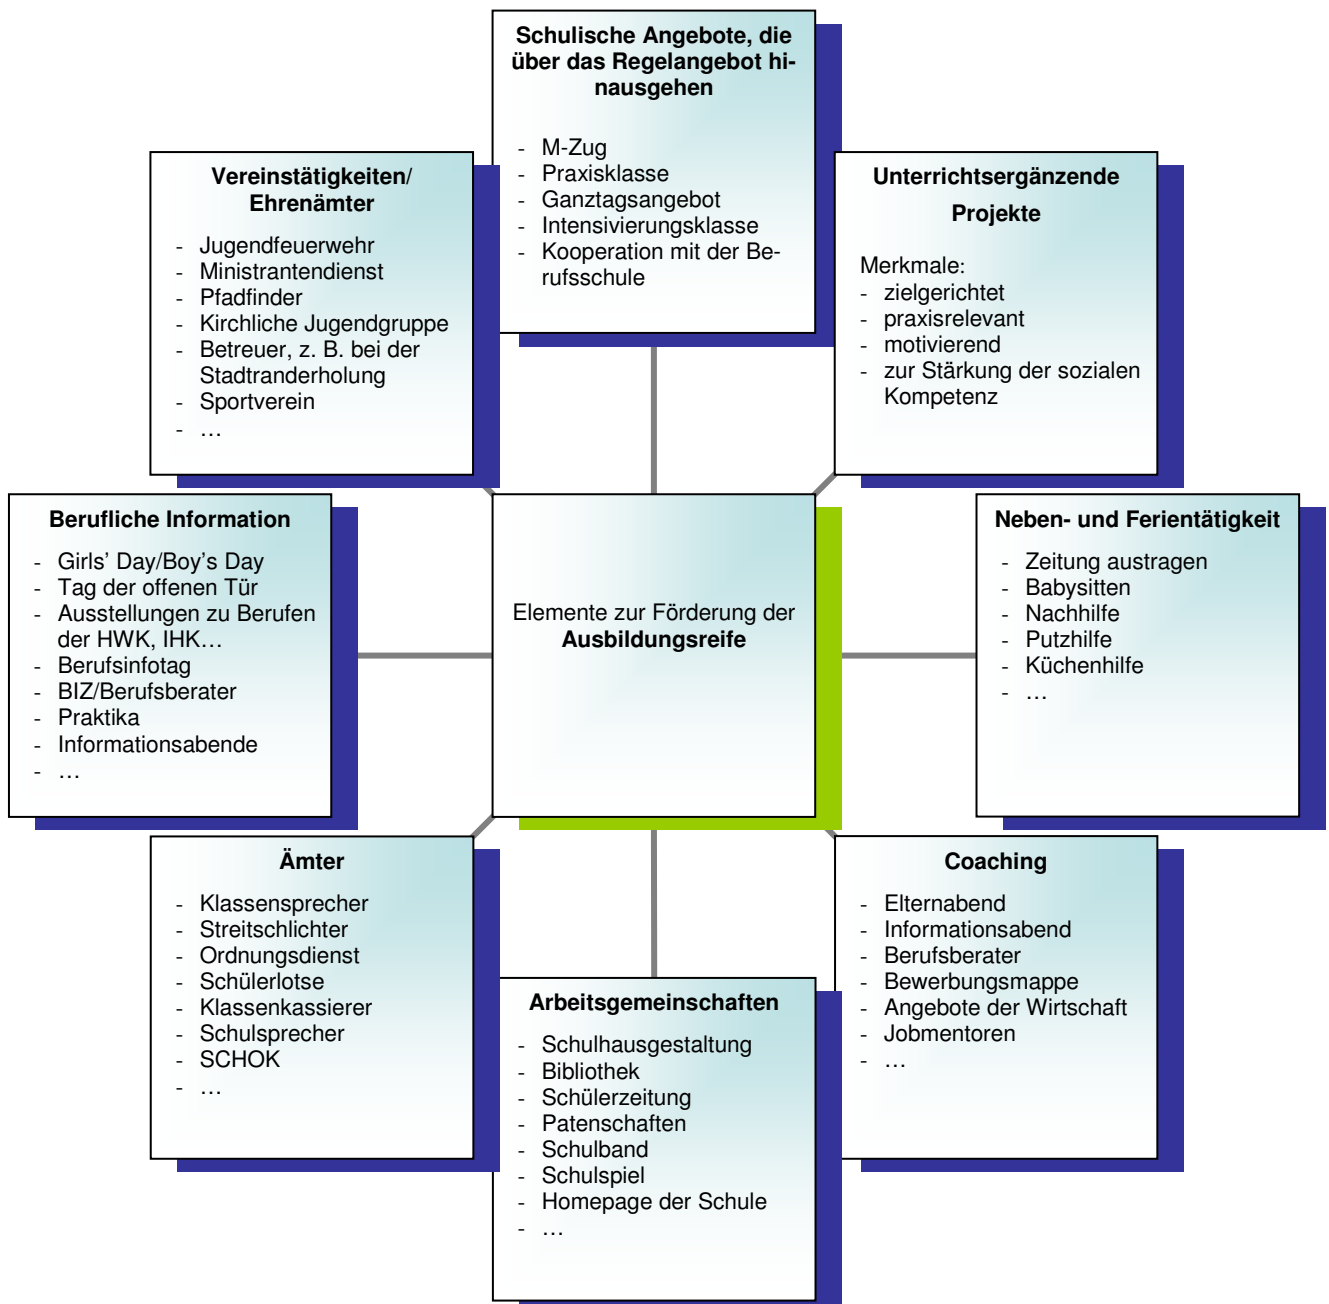 Schulische Angebote, die
über das Regelangebot hi-
nausgehen
- M-Zug
- Praxisklasse
- Ganztagsangebot
- Intensivierungsklasse
- Kooperation mit der Be-
rufsschule
Vereinstätigkeiten/
Ehrenämter
- Jugendfeuerwehr
- Ministrantendienst
- Pfadfinder
- Kirchliche Jugendgruppe
- Betreuer, z. B. bei der
Stadtranderholung
- Sportverein
- …
Unterrichtsergänzende
Projekte
Merkmale:
- zielgerichtet
- praxisrelevant
- motivierend
- zur Stärkung der sozialen
Kompetenz
Berufliche Information
- Girls’ Day/Boy’s Day
- Tag der offenen Tür
- Ausstellungen zu Berufen
der HWK, IHK…
- Berufsinfotag
- BIZ/Berufsberater
- Praktika
- Informationsabende
- …
Elemente zur Förderung der
Ausbildungsreife
Neben- und Ferientätigkeit
- Zeitung austragen
- Babysitten
- Nachhilfe
- Putzhilfe
- Küchenhilfe
- …
Ämter
- Klassensprecher
- Streitschlichter
- Ordnungsdienst
- Schülerlotse
- Klassenkassierer
- Schulsprecher
- SCHOK
- …
Coaching
- Elternabend
- Informationsabend
- Berufsberater
- Bewerbungsmappe
- Angebote der Wirtschaft
- Jobmentoren
- …
Arbeitsgemeinschaften
- Schulhausgestaltung
- Bibliothek
- Schülerzeitung
- Patenschaften
- Schulband
- Schulspiel
- Homepage der Schule
- …